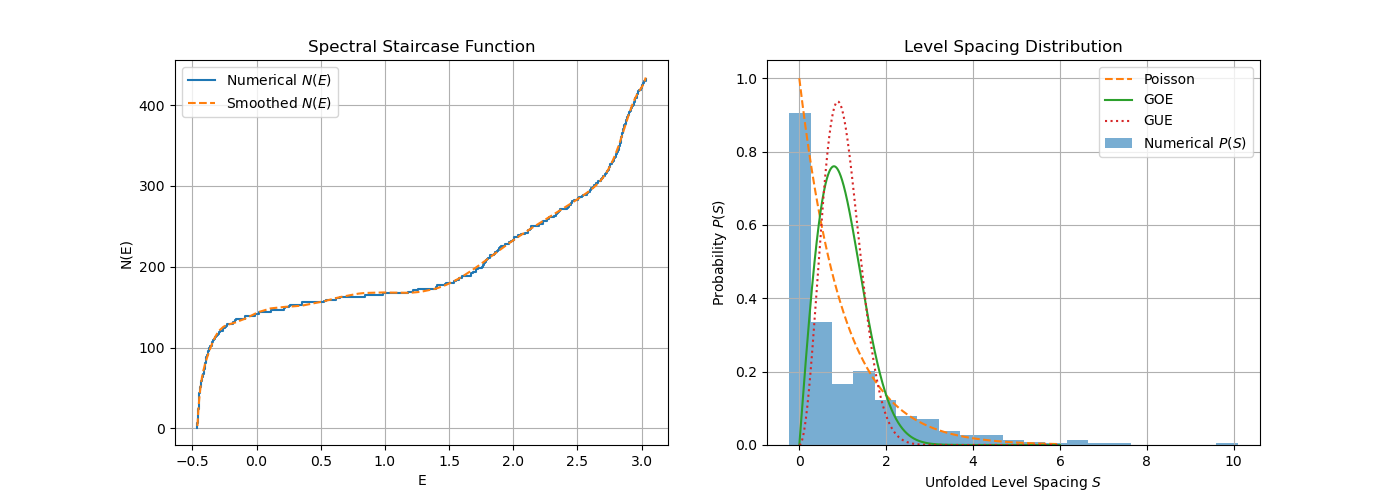 Spectral Staircase Function
Numerical N(E)
Smoothed N(E)
N(E)
400
300
200
100
0
−0.5 0.0 0.5 1.0 1.5 2.0 2.5 3.0
E
Level Spacing Distribution
Poisson
GOE
GUE
Numerical P(S)
Probability P(S)
1.0
0.8
0.6
0.4
0.2
0.0
0 2 4 6 8 10
Unfolded Level Spacing S